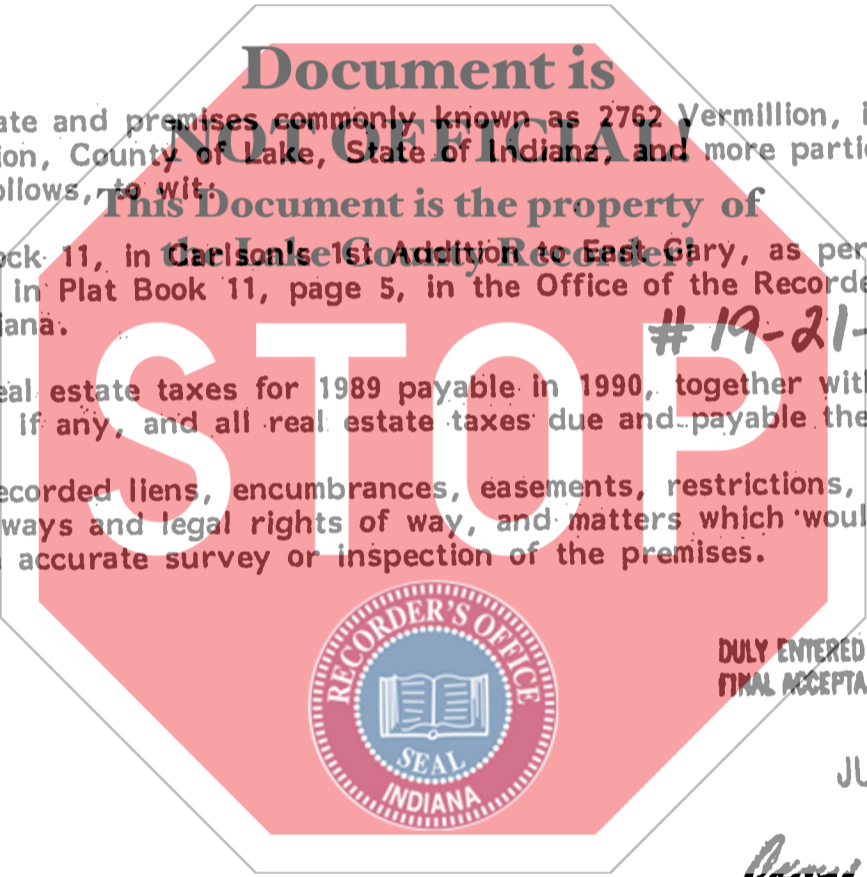 Document is
ate and premises commonly known as 2762 Vermillion, i
NOT OFFICIAL!
ion, County of Lake, State of Indiana, and more partic
ollows, to wit:
This Document is the property of
the Lake County Recorder!
ock 11, in Carlson's 1st Addition to East Gary, as per
in Plat Book 11, page 5, in the Office of the Recorde
iana.
# 19-21-
STOP
eal estate taxes for 1989 payable in 1990, together wit
if any, and all real estate taxes due and payable the
ecorded liens, encumbrances, easements, restrictions,
ways and legal rights of way, and matters which would
accurate survey or inspection of the premises.
RECORDER'S OFFICE
SEAL
INDIANA
DULY ENTERED
FINAL ACCEPTA
JU